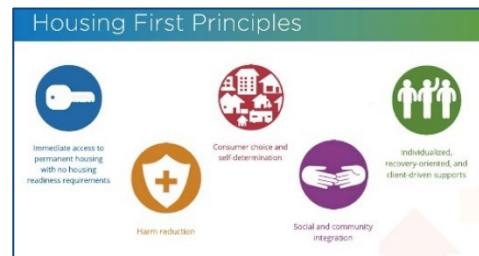 Housing First Principles
Immediate access to
permanent housing
with no housing
readiness requirements
Harm reduction
Consumer choice and
self-determination
Social and community
integration
Individualized,
recovery-oriented, and
client-driven supports